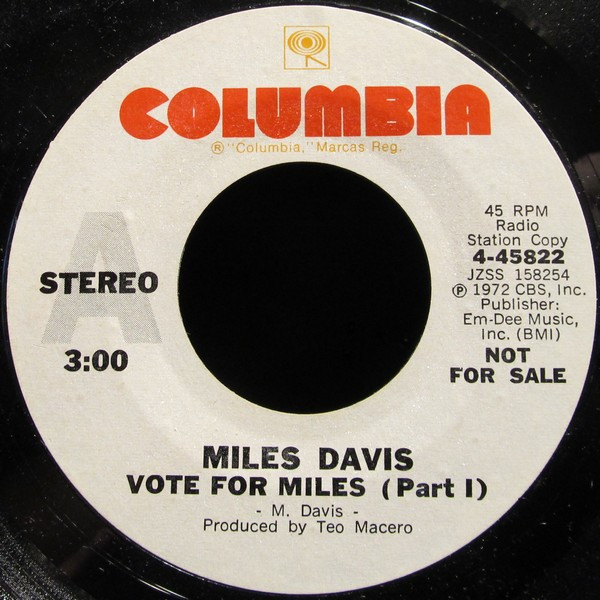 COLUMBIA
® "Columbia," Marcas Reg.
A
STEREO
3:00
45 RPM
Radio
Station Copy
4-45822
JZSS 158254
℗ 1972 CBS, Inc.
Publisher:
Em-Dee Music,
Inc. (BMI)
NOT
FOR SALE
MILES DAVIS
VOTE FOR MILES (Part I)
- M. Davis -
Produced by Teo Macero